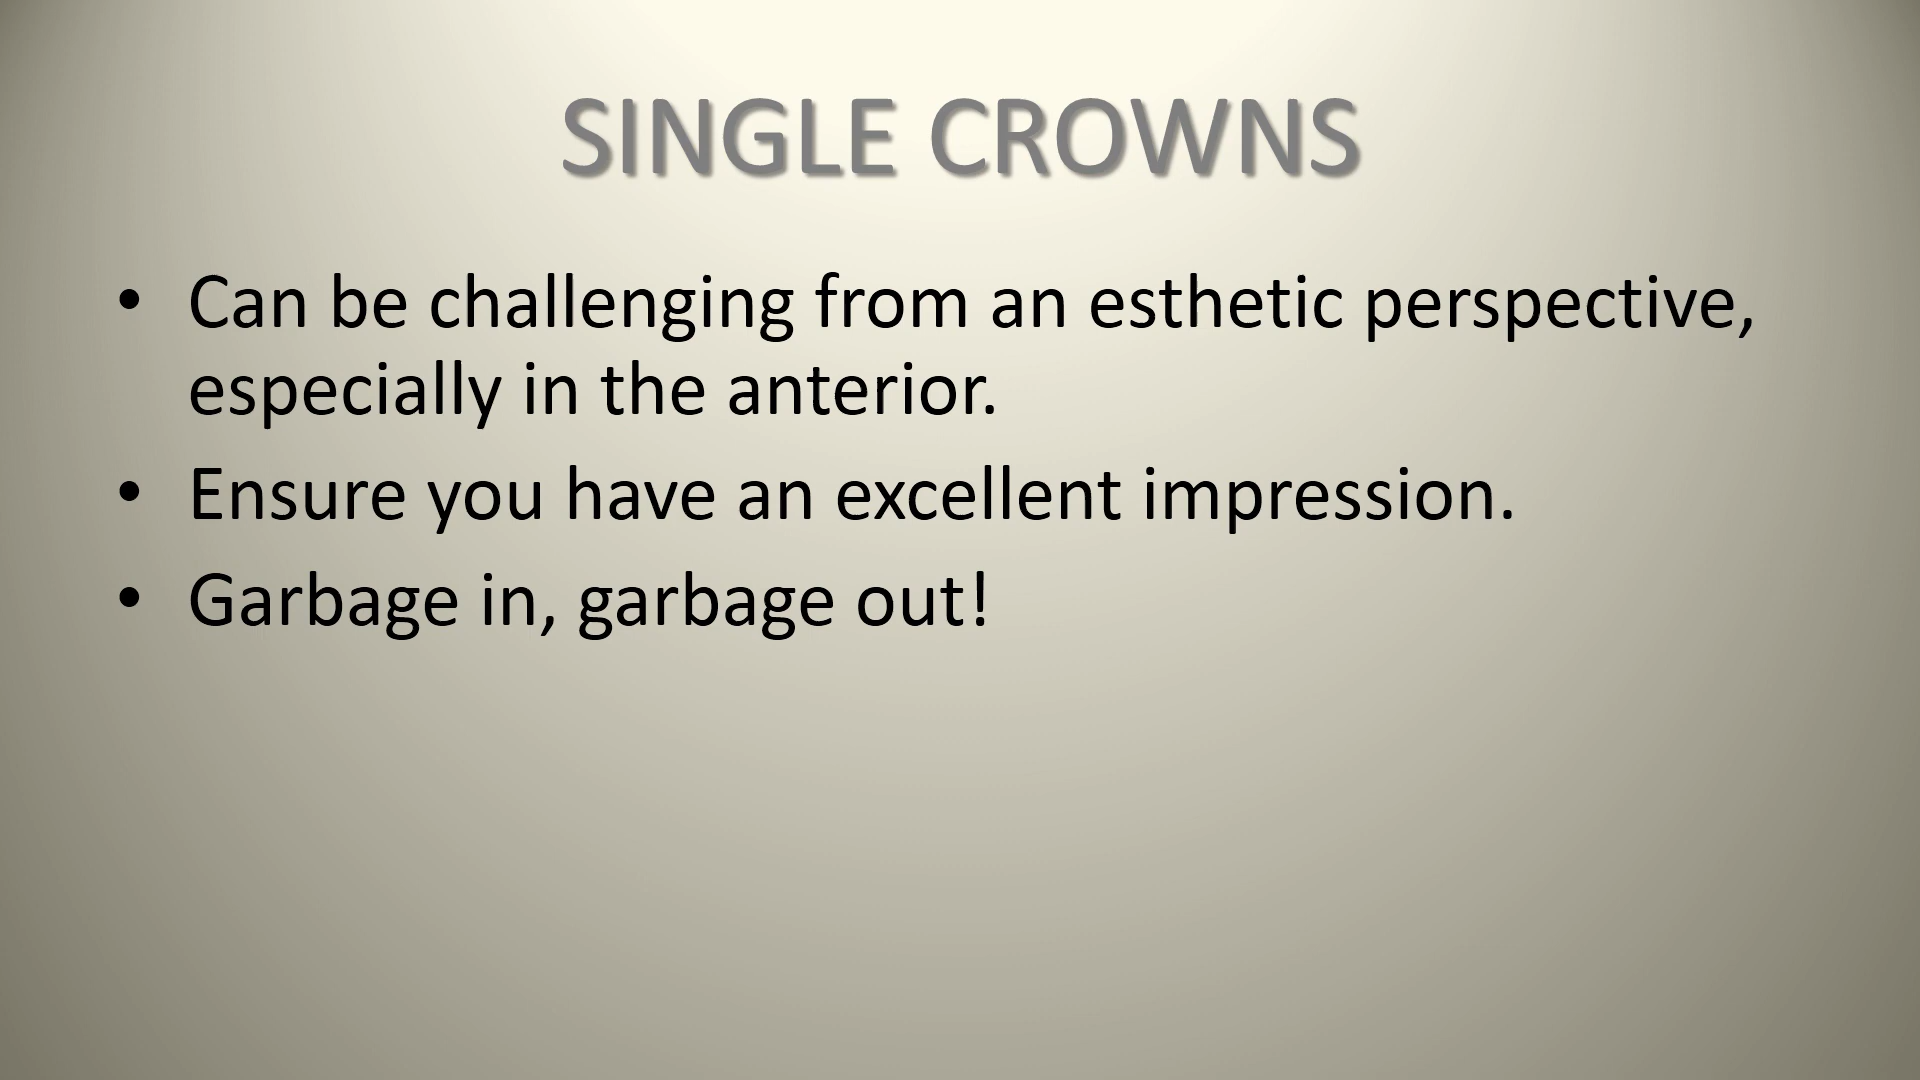 SINGLE CROWNS
• Can be challenging from an esthetic perspective,
especially in the anterior.
• Ensure you have an excellent impression.
• Garbage in, garbage out!